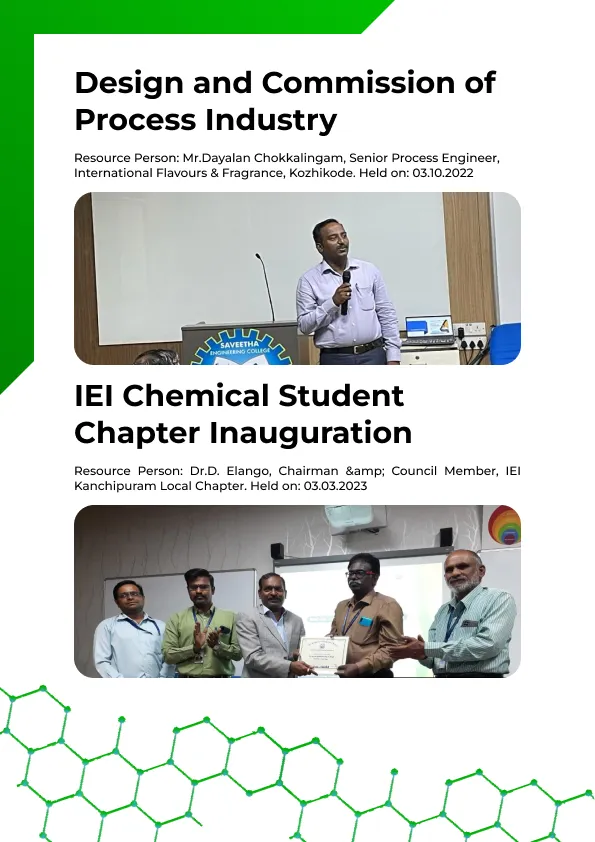 Design and Commission of
Process Industry
Resource Person: Mr.Dayalan Chokkalingam, Senior Process Engineer,
International Flavours & Fragrance, Kozhikode. Held on: 03.10.2022
SAVEETHA
ENGINEERING COLLEGE
IEI Chemical Student
Chapter Inauguration
Resource Person: Dr.D. Elango, Chairman &amp; Council Member, IEI
Kanchipuram Local Chapter. Held on: 03.03.2023